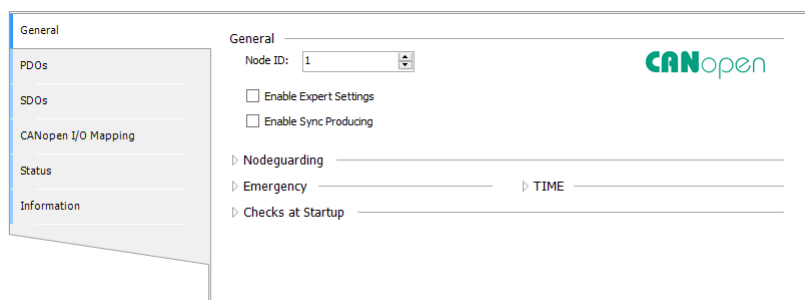 General
PDOs
SDOs
CANopen I/O Mapping
Status
Information
General
Node ID: 1
CANopen
Enable Expert Settings
Enable Sync Producing
Nodeguarding
Emergency TIME
Checks at Startup